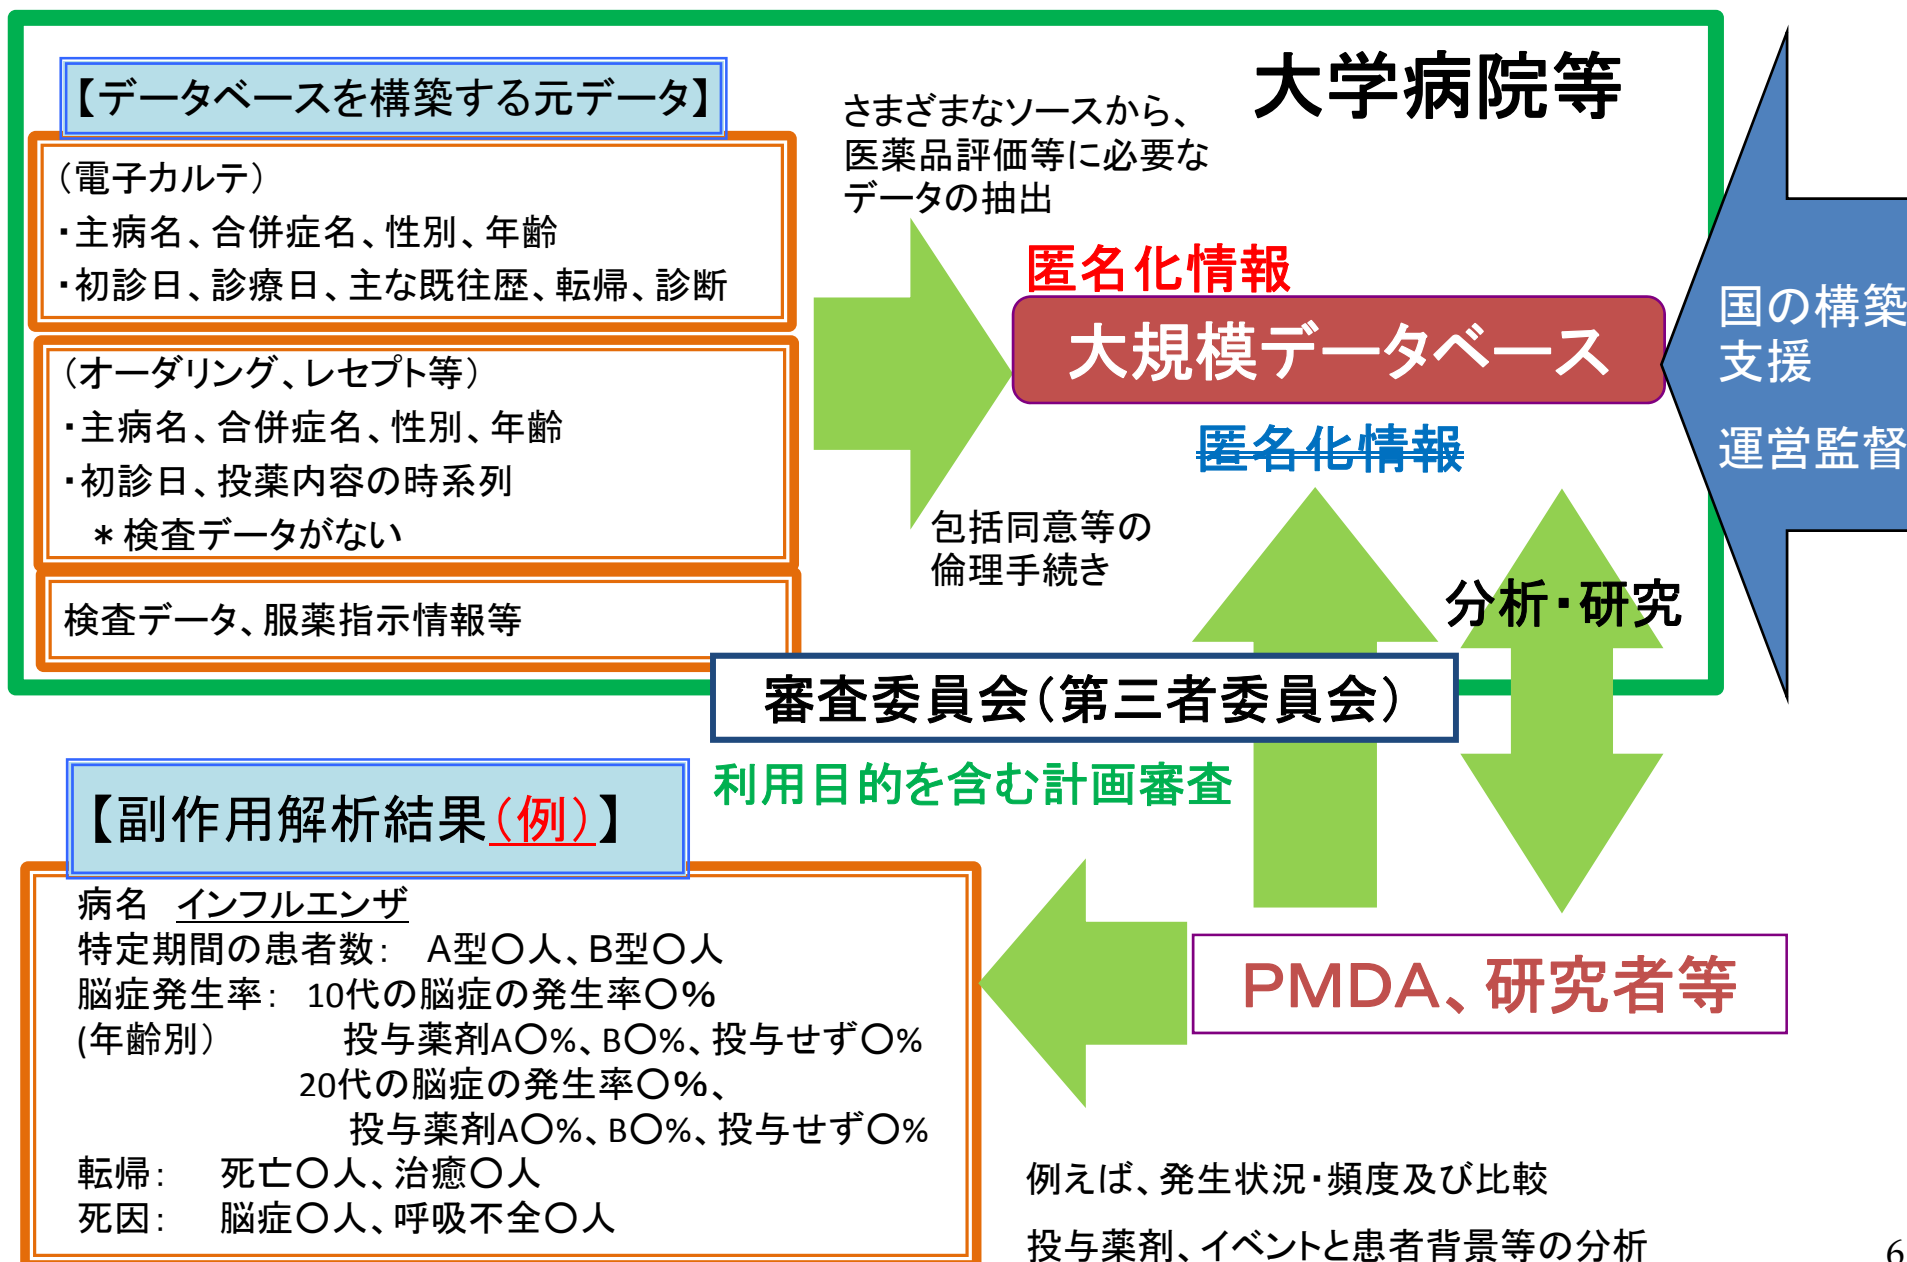 大学病院等
【データベースを構築する元データ】
（電子カルテ）
・主病名、合併症名、性別、年齢
・初診日、診療日、主な既往歴、転帰、診断
（オーダリング、レセプト等）
・主病名、合併症名、性別、年齢
・初診日、投薬内容の時系列
＊検査データがない
検査データ、服薬指示情報等
さまざまなソースから、
医薬品評価等に必要な
データの抽出
匿名化情報
大規模データベース
匿名化情報
国の構築
支援
運営監督
包括同意等の
倫理手続き
分析・研究
審査委員会（第三者委員会）
利用目的を含む計画審査
PMDA、研究者等
【副作用解析結果（例）】
病名　インフルエンザ
特定期間の患者数：　A型〇人、B型〇人
脳症発生率：　10代の脳症の発生率〇%
(年齢別）　投与薬剤A〇%、B〇%、投与せず〇%
20代の脳症の発生率〇%、
投与薬剤A〇%、B〇%、投与せず〇%
転帰：　死亡〇人、治癒〇人
死因：　脳症〇人、呼吸不全〇人
例えば、発生状況・頻度及び比較
投与薬剤、イベントと患者背景等の分析
6